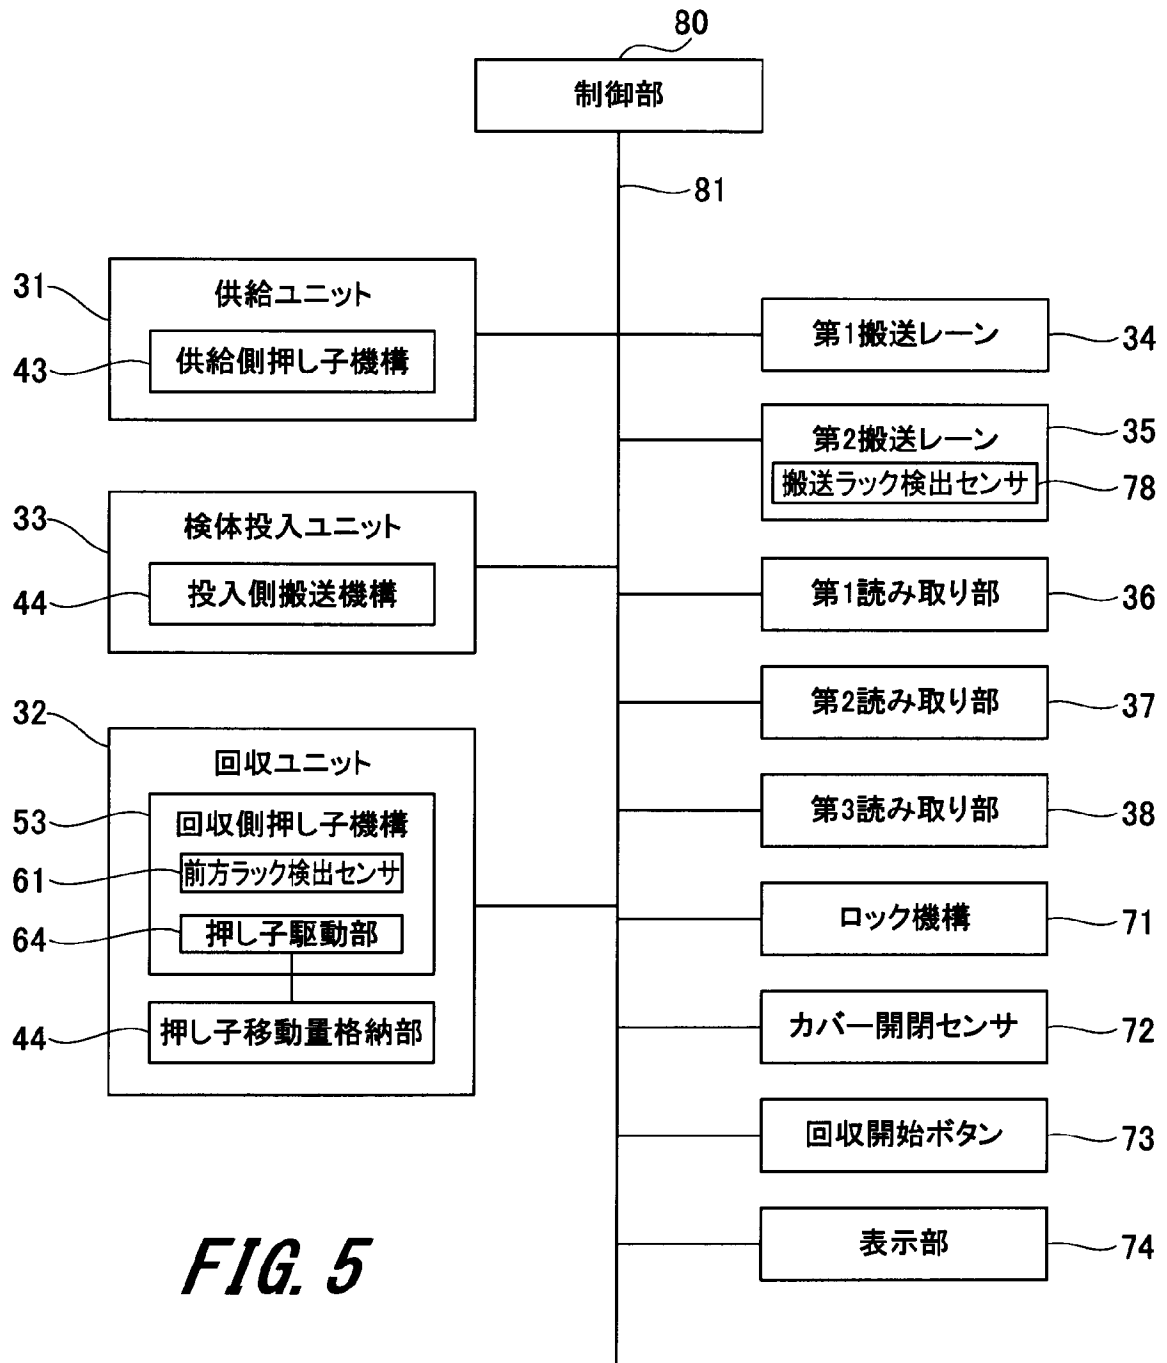 80
制御部
81
31
供給ユニット
43
供給側押し子機構
33
検体投入ユニット
44
投入側搬送機構
32
回収ユニット
53
回収側押し子機構
61
前方ラック検出センサ
64
押し子駆動部
44
押し子移動量格納部
第1搬送レーン
34
第2搬送レーン
35
搬送ラック検出センサ
78
第1読み取り部
36
第2読み取り部
37
第3読み取り部
38
ロック機構
71
カバー開閉センサ
72
回収開始ボタン
73
表示部
74
FIG. 5